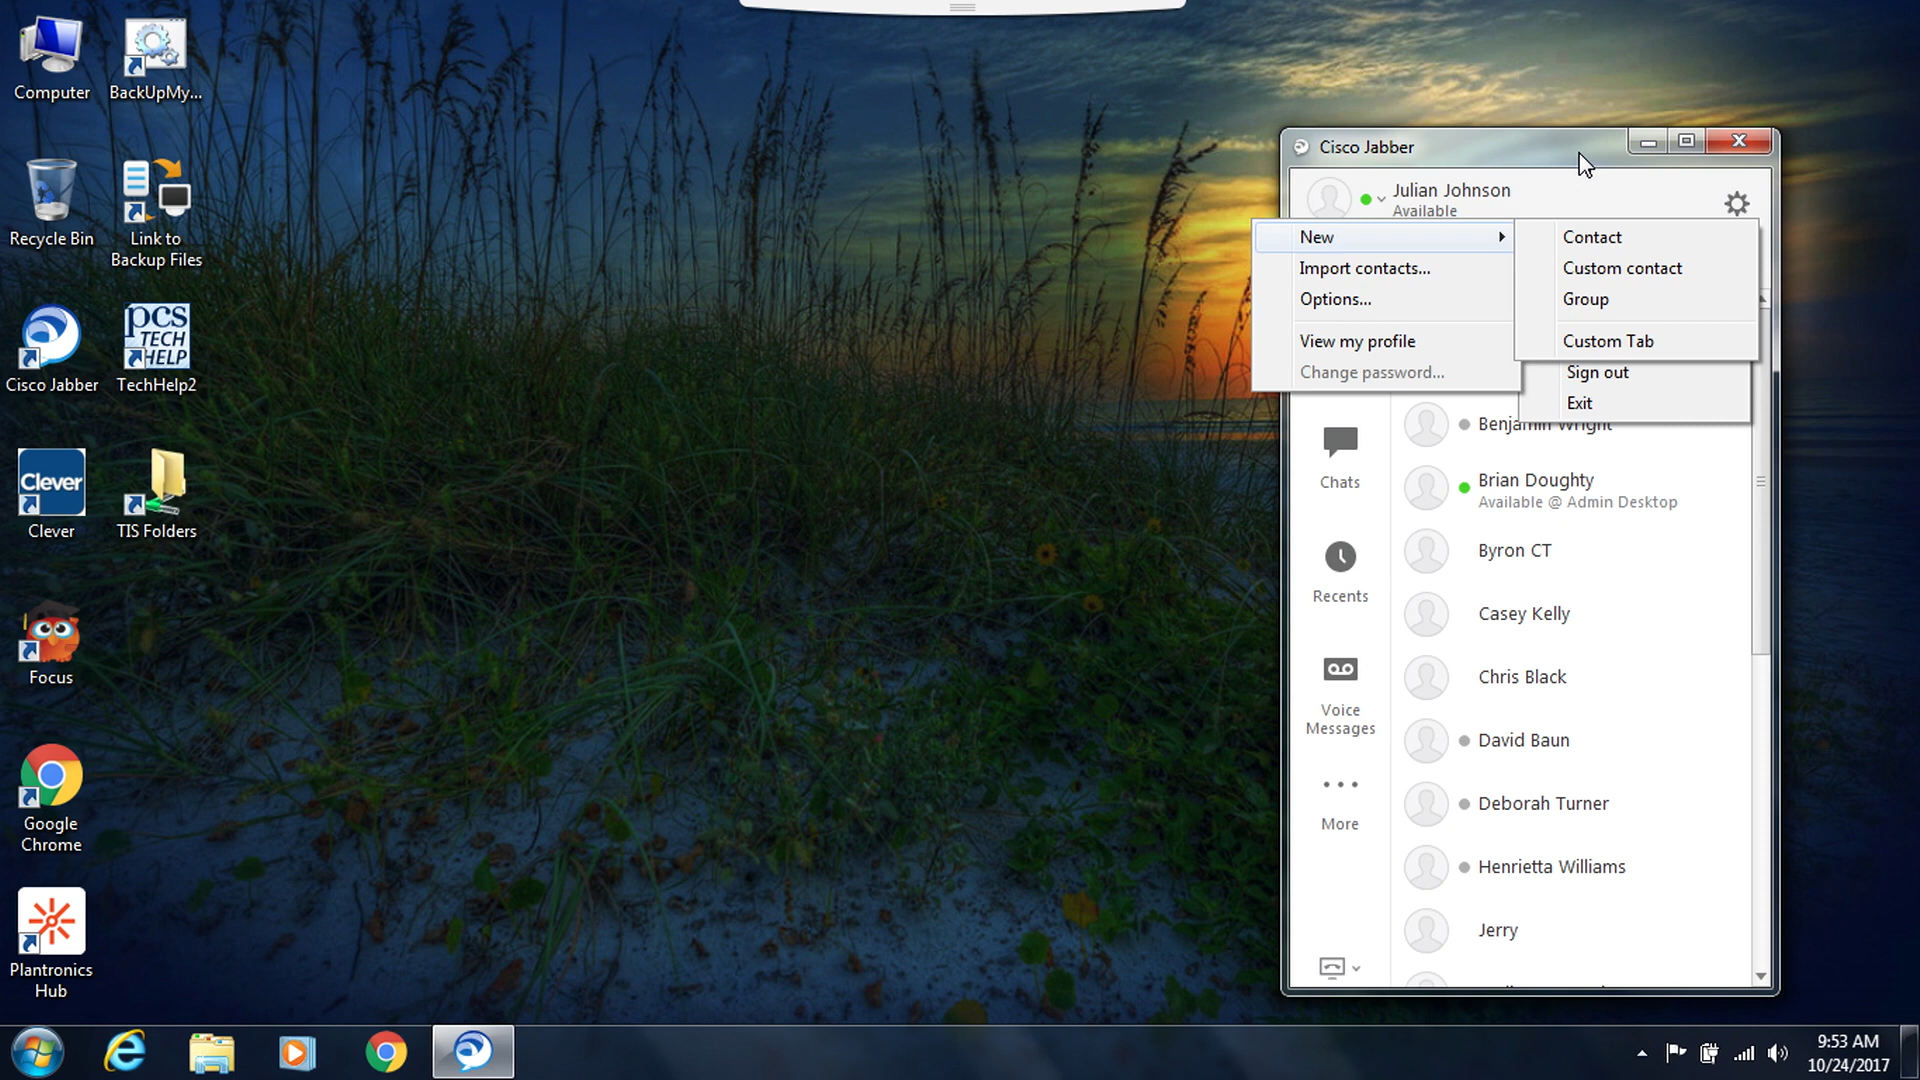 Computer
BackUpMy...
Recycle Bin
Link to
Backup Files
Cisco Jabber
pcs
TECH
HELP
TechHelp2
Clever
Clever
TIS Folders
Focus
Google
Chrome
Plantronics
Hub
Cisco Jabber
Julian Johnson
Available
New
Import contacts...
Options...
View my profile
Change password...
Contact
Custom contact
Group
Custom Tab
Sign out
Exit
Chats
Recents
Voice
Messages
More
Benjamin Wright
Brian Doughty
Available @ Admin Desktop
Byron CT
Casey Kelly
Chris Black
David Baun
Deborah Turner
Henrietta Williams
Jerry
9:53 AM
10/24/2017